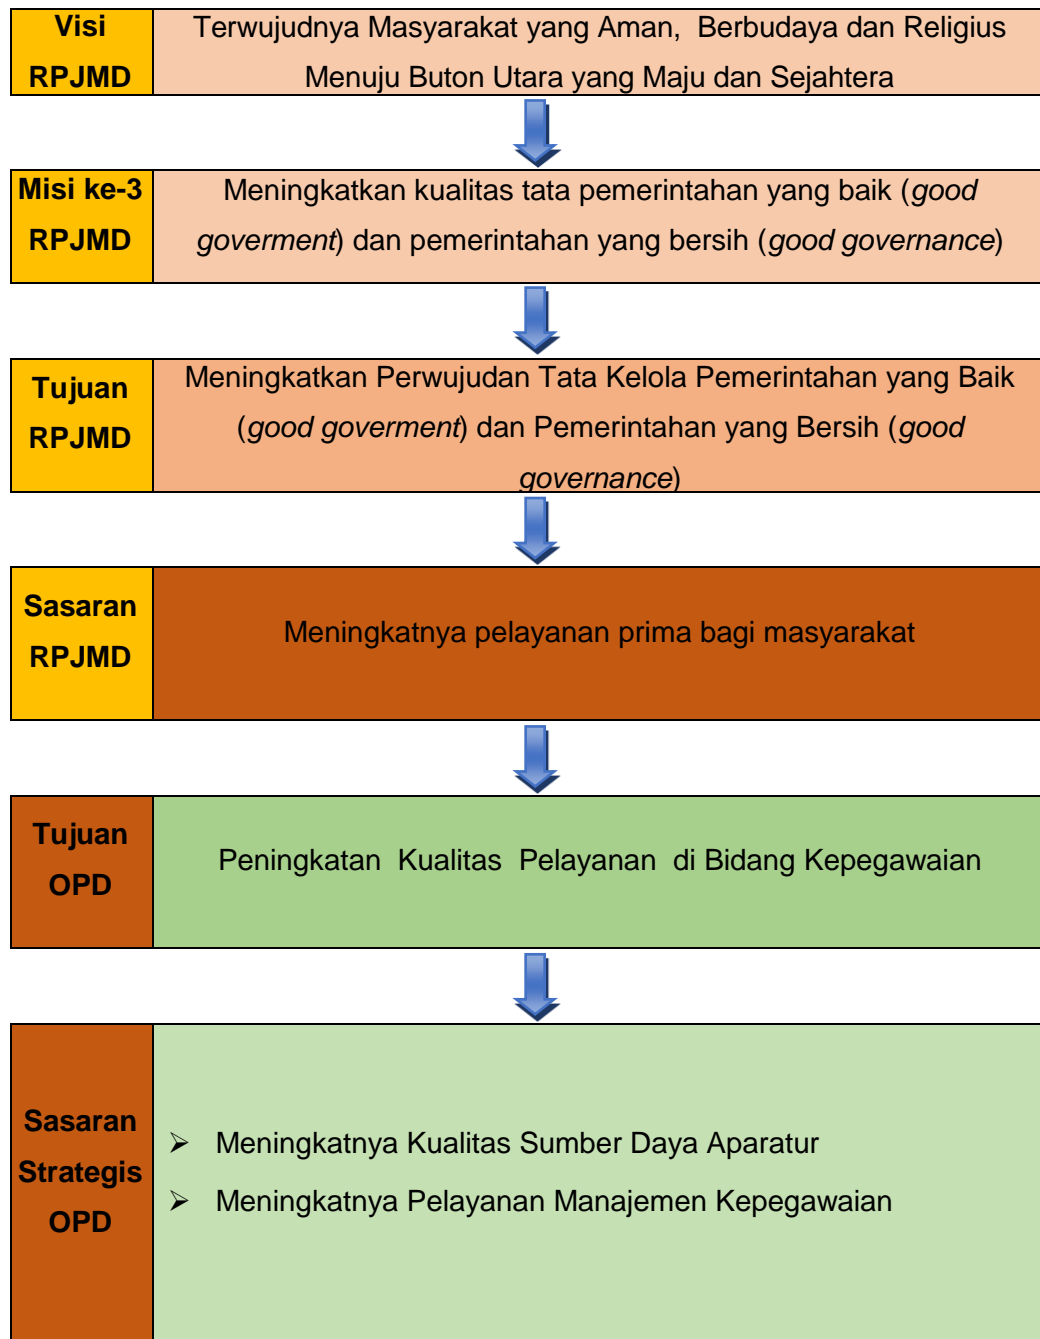 Visi
RPJMD
Terwujudnya Masyarakat yang Aman, Berbudaya dan Religius
Menuju Buton Utara yang Maju dan Sejahtera
Misi ke-3
RPJMD
Meningkatkan kualitas tata pemerintahan yang baik (good
goverment) dan pemerintahan yang bersih (good governance)
Tujuan
RPJMD
Meningkatkan Perwujudan Tata Kelola Pemerintahan yang Baik
(good goverment) dan Pemerintahan yang Bersih (good
governance)
Sasaran
RPJMD
Meningkatnya pelayanan prima bagi masyarakat
Tujuan
OPD
Peningkatan Kualitas Pelayanan di Bidang Kepegawaian
Sasaran
Strategis
OPD
➢ Meningkatnya Kualitas Sumber Daya Aparatur
➢ Meningkatnya Pelayanan Manajemen Kepegawaian